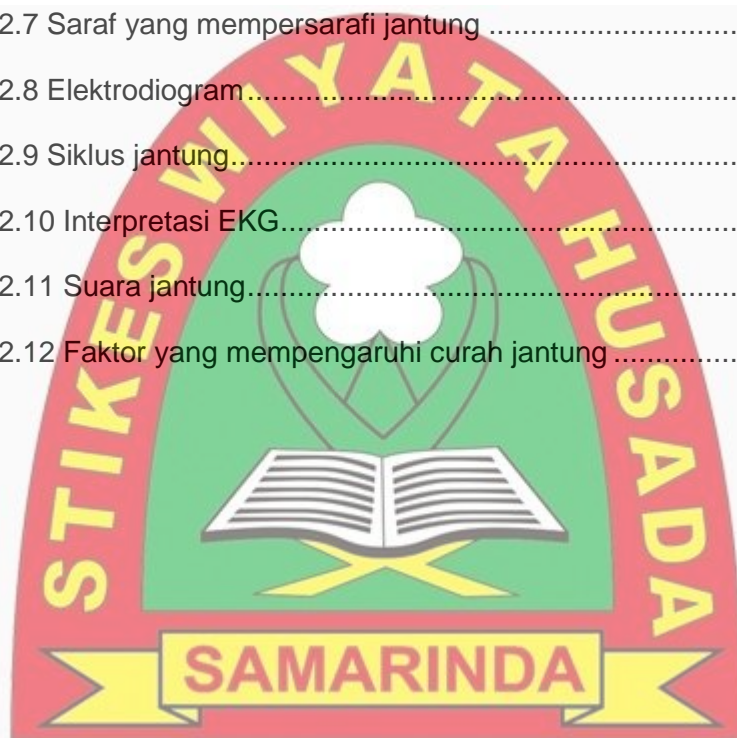 2.7 Saraf yang mempersarafi jantung ............................
2.8 Elektrodiogram............................................................
2.9 Siklus jantung..............................................................
2.10 Interpretasi EKG........................................................
2.11 Suara jantung............................................................
2.12 Faktor yang mempengaruhi curah jantung ...............
STIKES WIYATA HUSADA
SAMARINDA